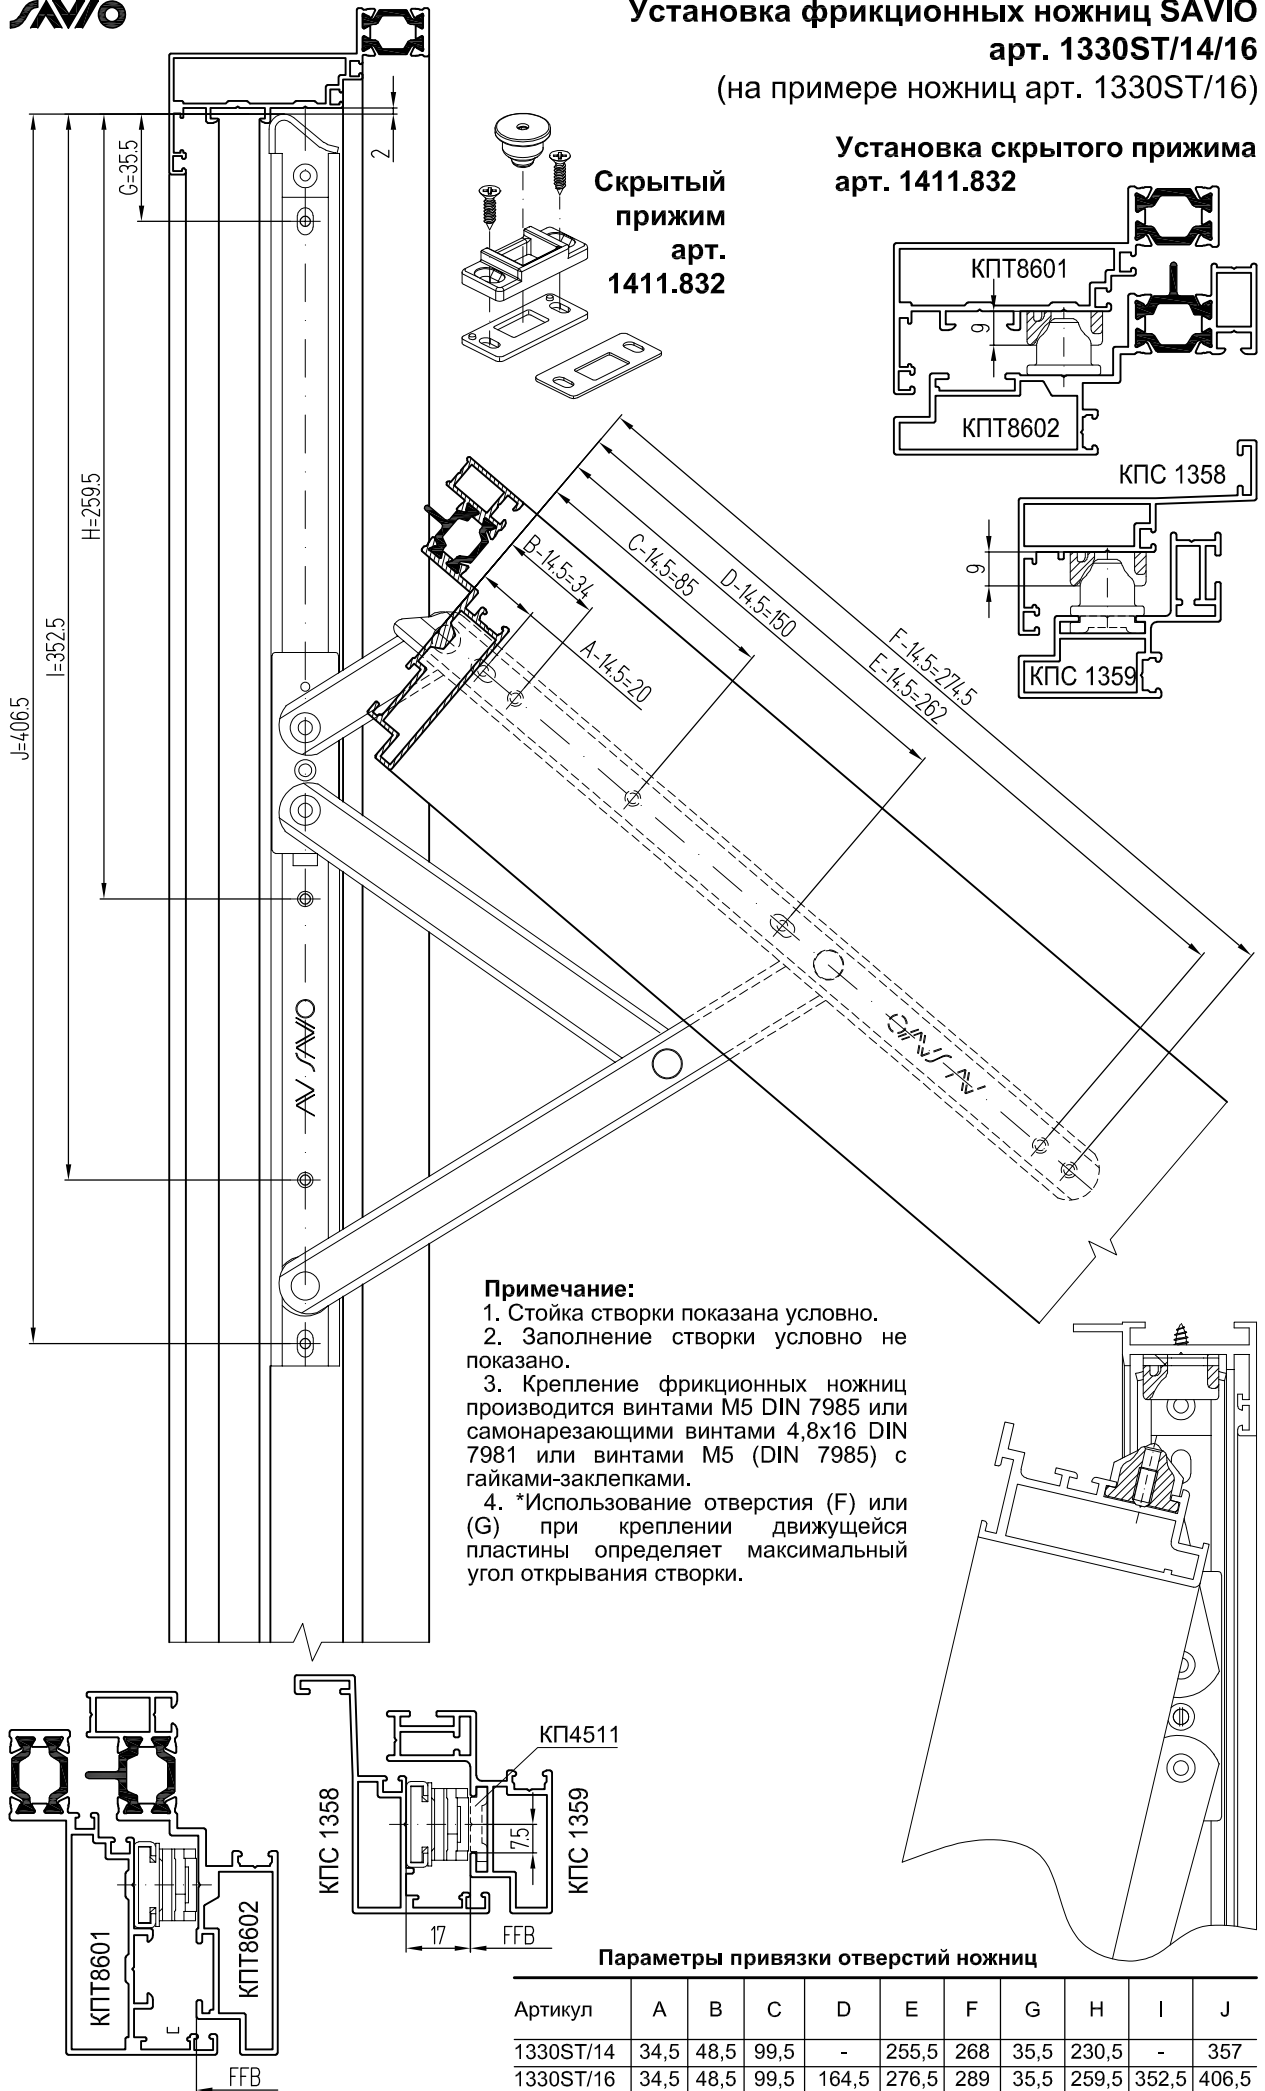 SAVIO
Установка фрикционных ножниц SAVIO
арт. 1330ST/14/16
(на примере ножниц арт. 1330ST/16)
Установка скрытого прижима
арт. 1411.832
Скрытый
прижим
арт.
1411.832
G=35.5
2
H=259.5
I=352.5
J=406.5
КПТ8601
9
КПТ8602
КПС 1358
9
КПС 1359
B-14.5=34
A-14.5=20
C-14.5=85
D-14.5=150
F-14.5=274.5
E-14.5=262
AV SAVIO
SAVIO AV
Примечание:
1. Стойка створки показана условно.
2. Заполнение створки условно не
показано.
3. Крепление фрикционных ножниц
производится винтами М5 DIN 7985 или
самонарезающими винтами 4,8х16 DIN
7981 или винтами М5 (DIN 7985) с
гайками-заклепками.
4. *Использование отверстия (F) или
(G) при креплении движущейся
пластины определяет максимальный
угол открывания створки.
КПТ8601
КПТ8602
FFB
КПС 1358
КП4511
7.5
КПС 1359
17
FFB
Параметры привязки отверстий ножниц
Артикул A B C D E F G H I J
1330ST/14 34,5 48,5 99,5 - 255,5 268 35,5 230,5 - 357
1330ST/16 34,5 48,5 99,5 164,5 276,5 289 35,5 259,5 352,5 406,5